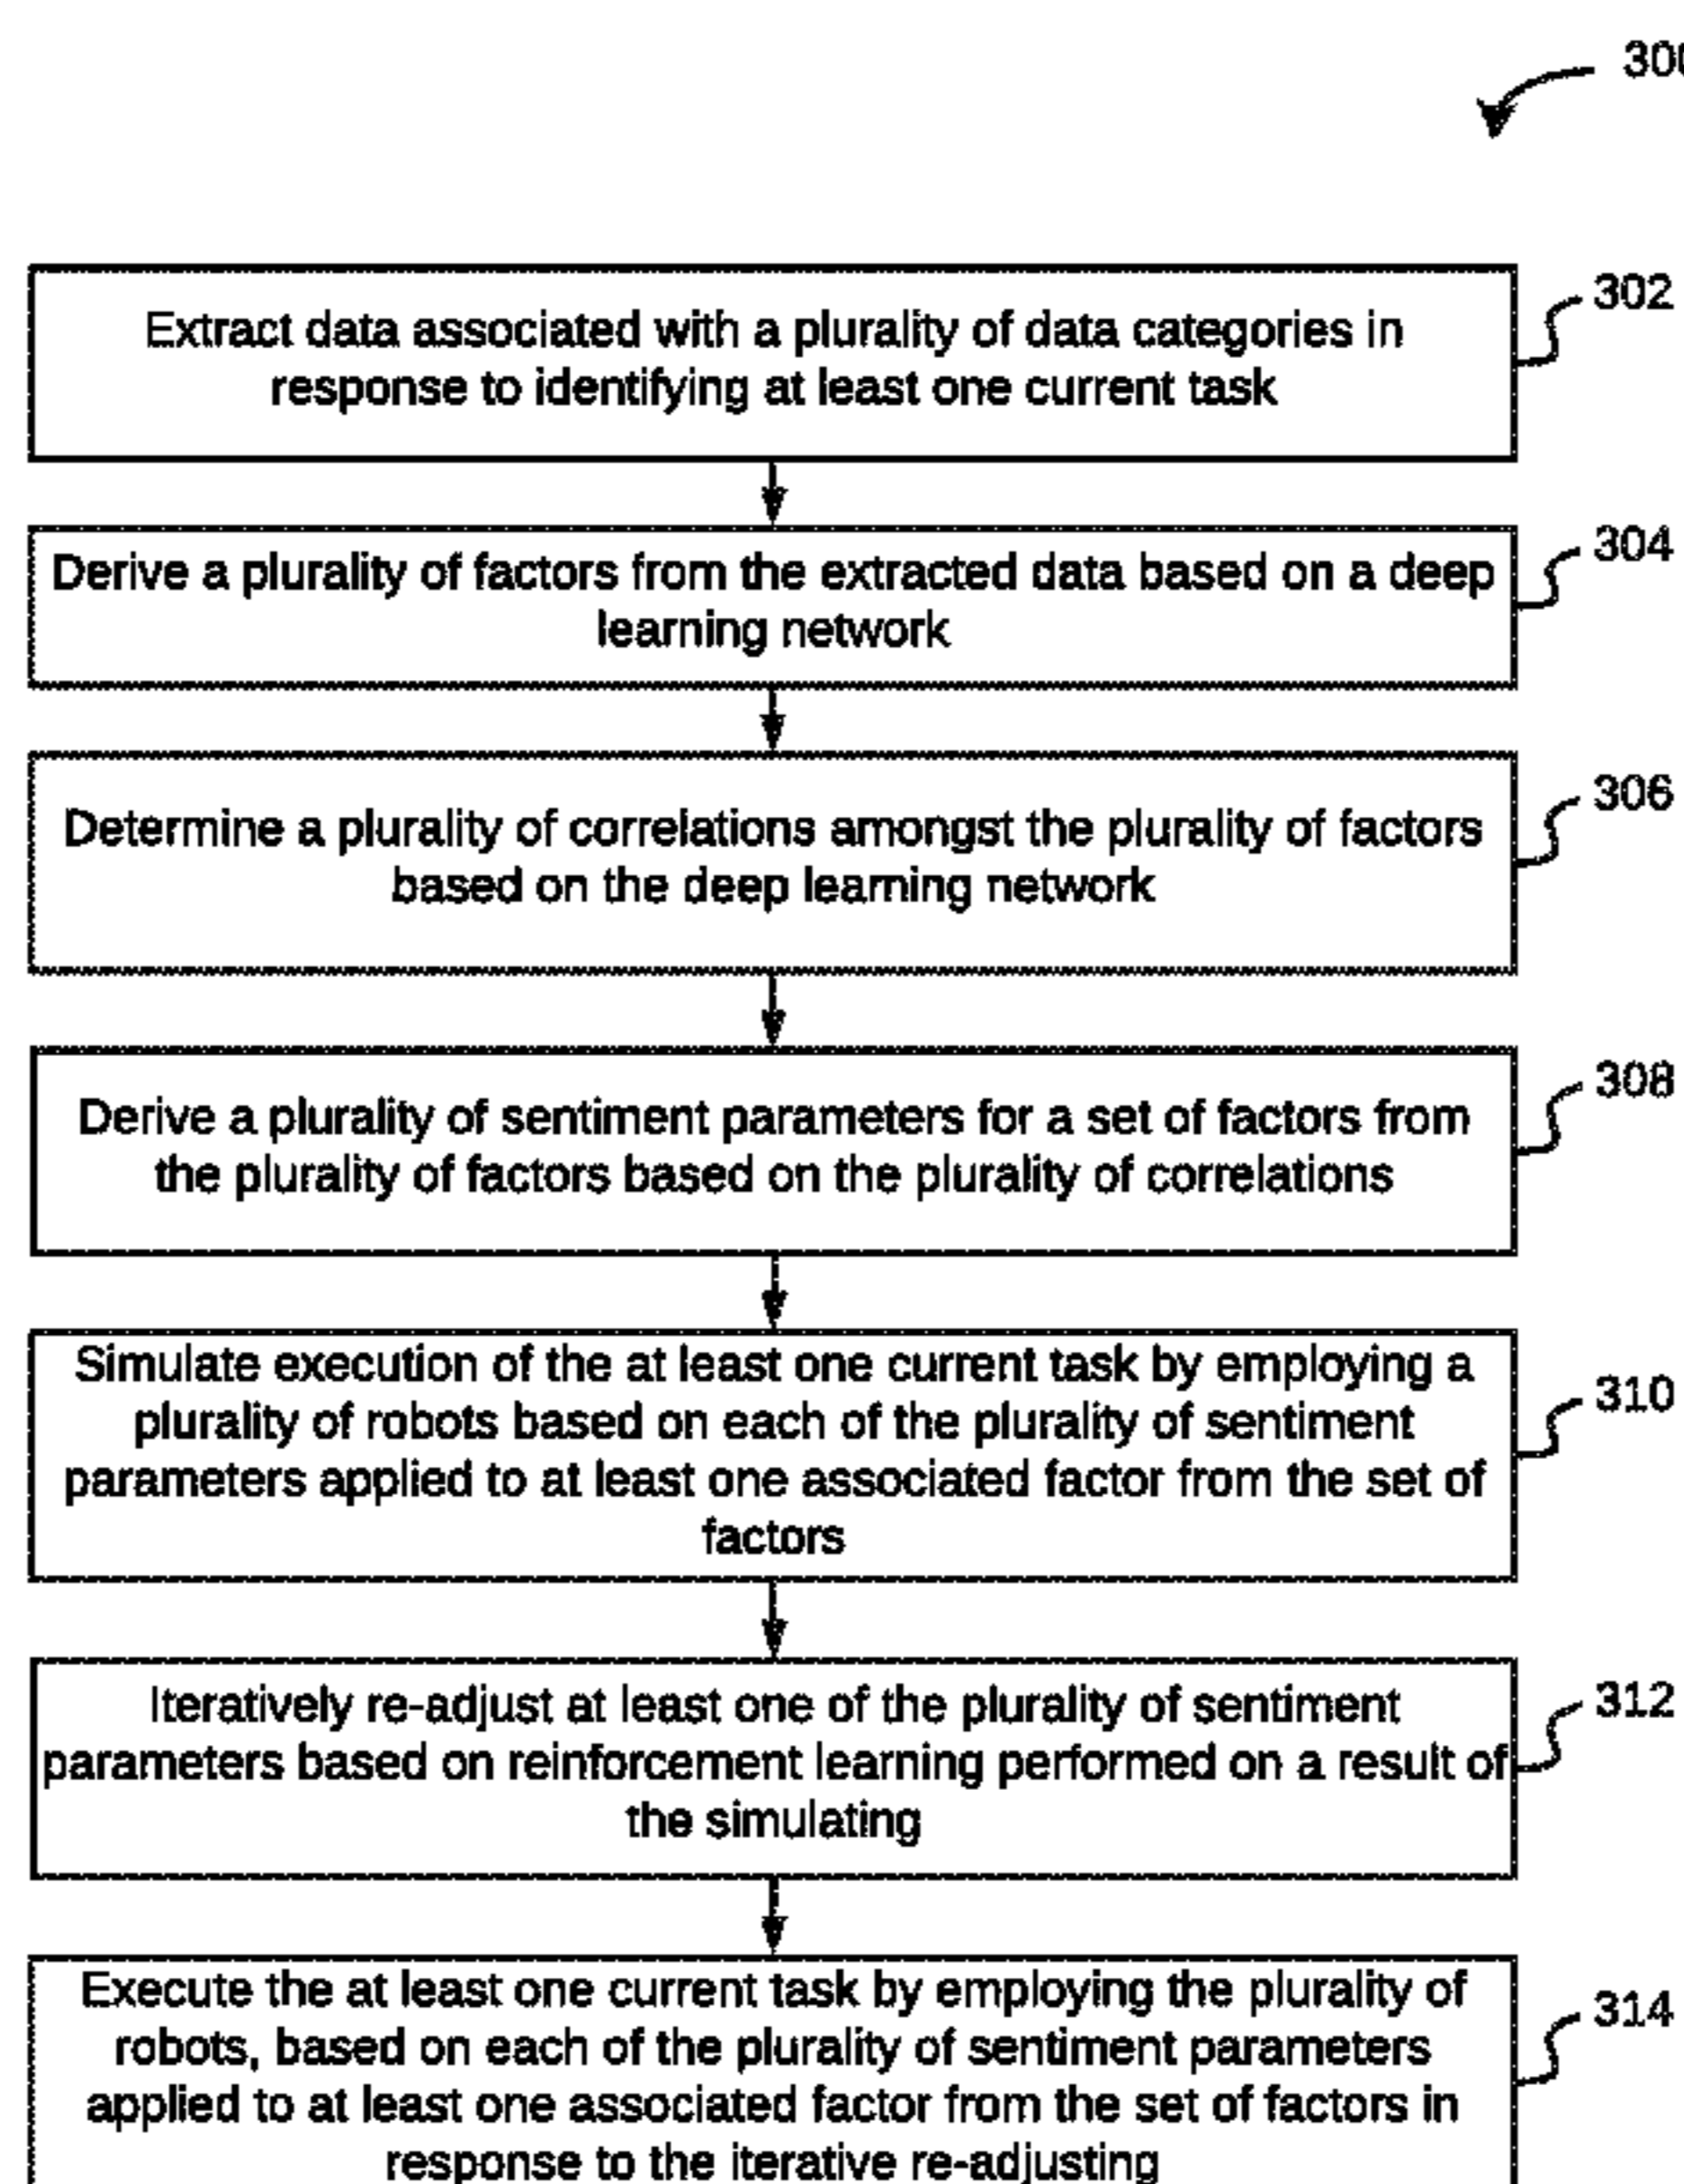 300
Extract data associated with a plurality of data categories in
response to identifying at least one current task
302
Derive a plurality of factors from the extracted data based on a deep
learning network
304
Determine a plurality of correlations amongst the plurality of factors
based on the deep learning network
306
Derive a plurality of sentiment parameters for a set of factors from
the plurality of factors based on the plurality of correlations
308
Simulate execution of the at least one current task by employing a
plurality of robots based on each of the plurality of sentiment
parameters applied to at least one associated factor from the set of
factors
310
Iteratively re-adjust at least one of the plurality of sentiment
parameters based on reinforcement learning performed on a result of
the simulating
312
Execute the at least one current task by employing the plurality of
robots, based on each of the plurality of sentiment parameters
applied to at least one associated factor from the set of factors in
response to the iterative re-adjusting
314